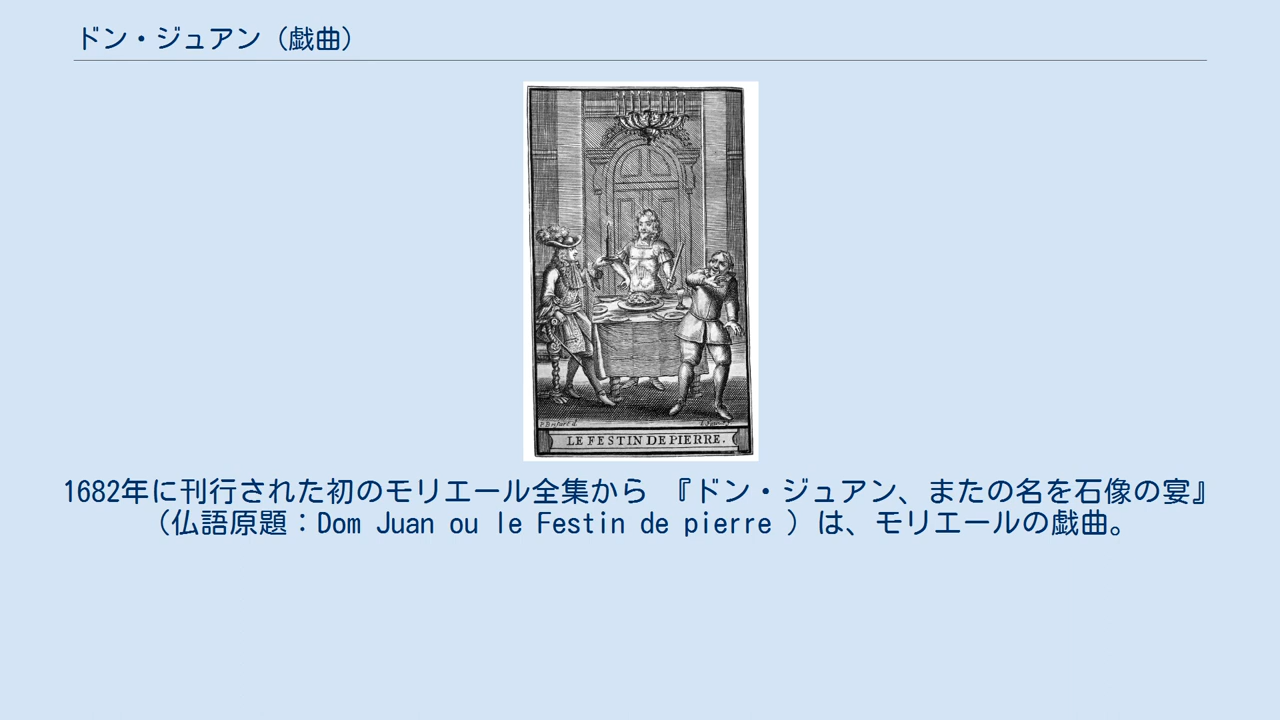 ドン・ジュアン（戯曲）
LE FESTIN DE PIERRE.
1682年に刊行された初のモリエール全集から 『ドン・ジュアン、またの名を石像の宴』
（仏語原題：Dom Juan ou le Festin de pierre ）は、モリエールの戯曲。